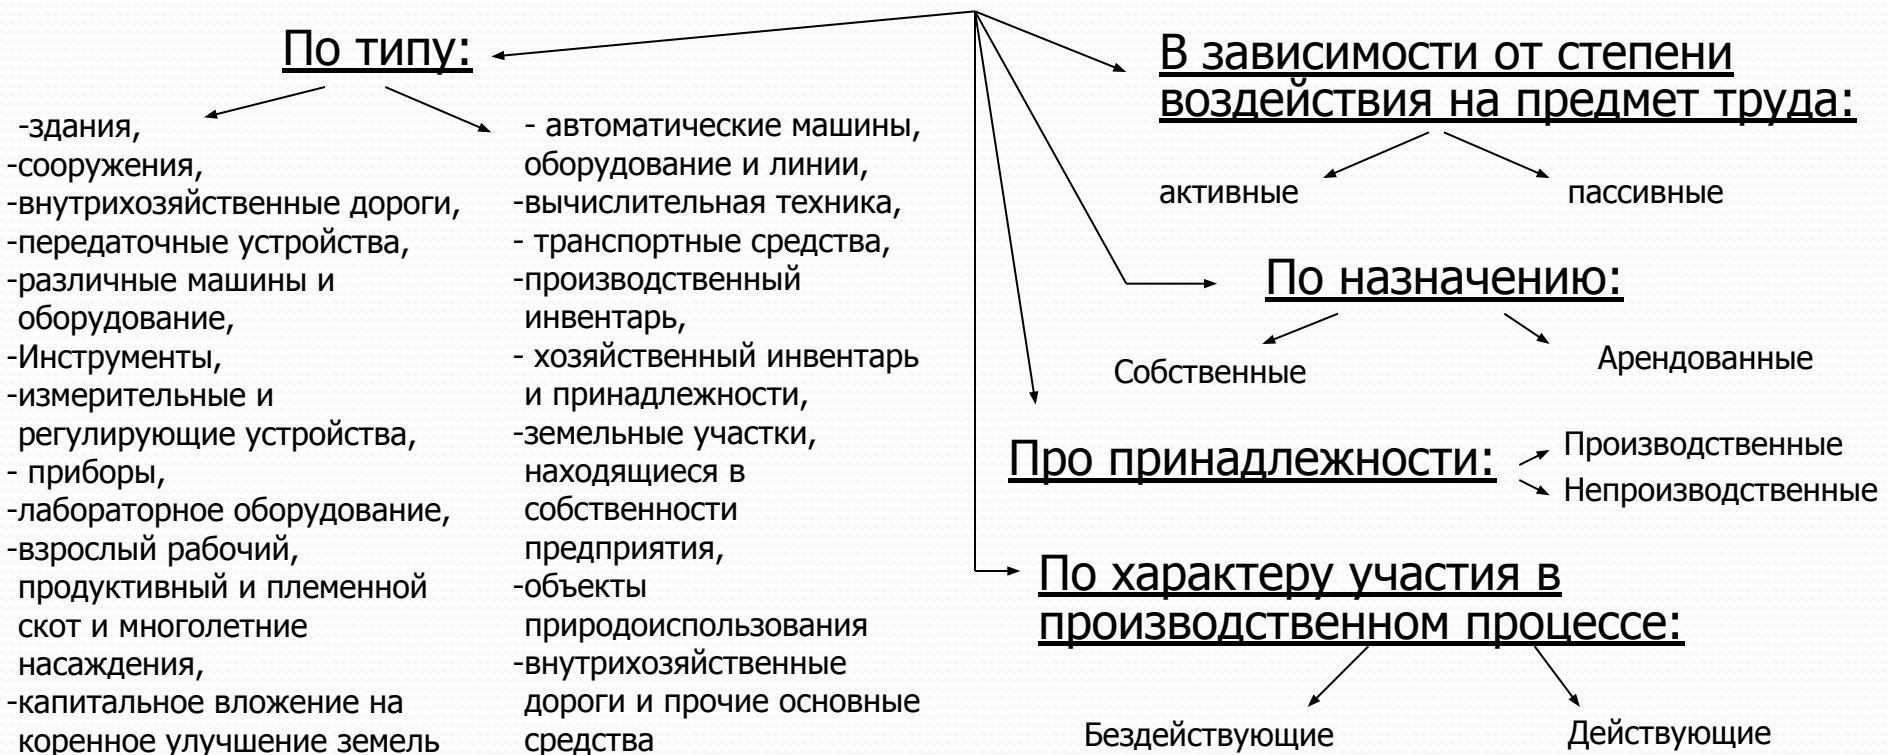 По типу:
-здания,
-сооружения,
-внутрихозяйственные дороги,
-передаточные устройства,
-различные машины и
оборудование,
-Инструменты,
-измерительные и
регулирующие устройства,
- приборы,
-лабораторное оборудование,
-взрослый рабочий,
продуктивный и племенной
скот и многолетние
насаждения,
-капитальное вложение на
коренное улучшение земель
- автоматические машины,
оборудование и линии,
-вычислительная техника,
- транспортные средства,
-производственный
инвентарь,
- хозяйственный инвентарь
и принадлежности,
-земельные участки,
находящиеся в
собственности
предприятия,
-объекты
природоиспользования
-внутрихозяйственные
дороги и прочие основные
средства
В зависимости от степени
воздействия на предмет труда:
активные
пассивные
По назначению:
Собственные
Арендованные
Про принадлежности:
Производственные
Непроизводственные
По характеру участия в
производственном процессе:
Бездействующие
Действующие